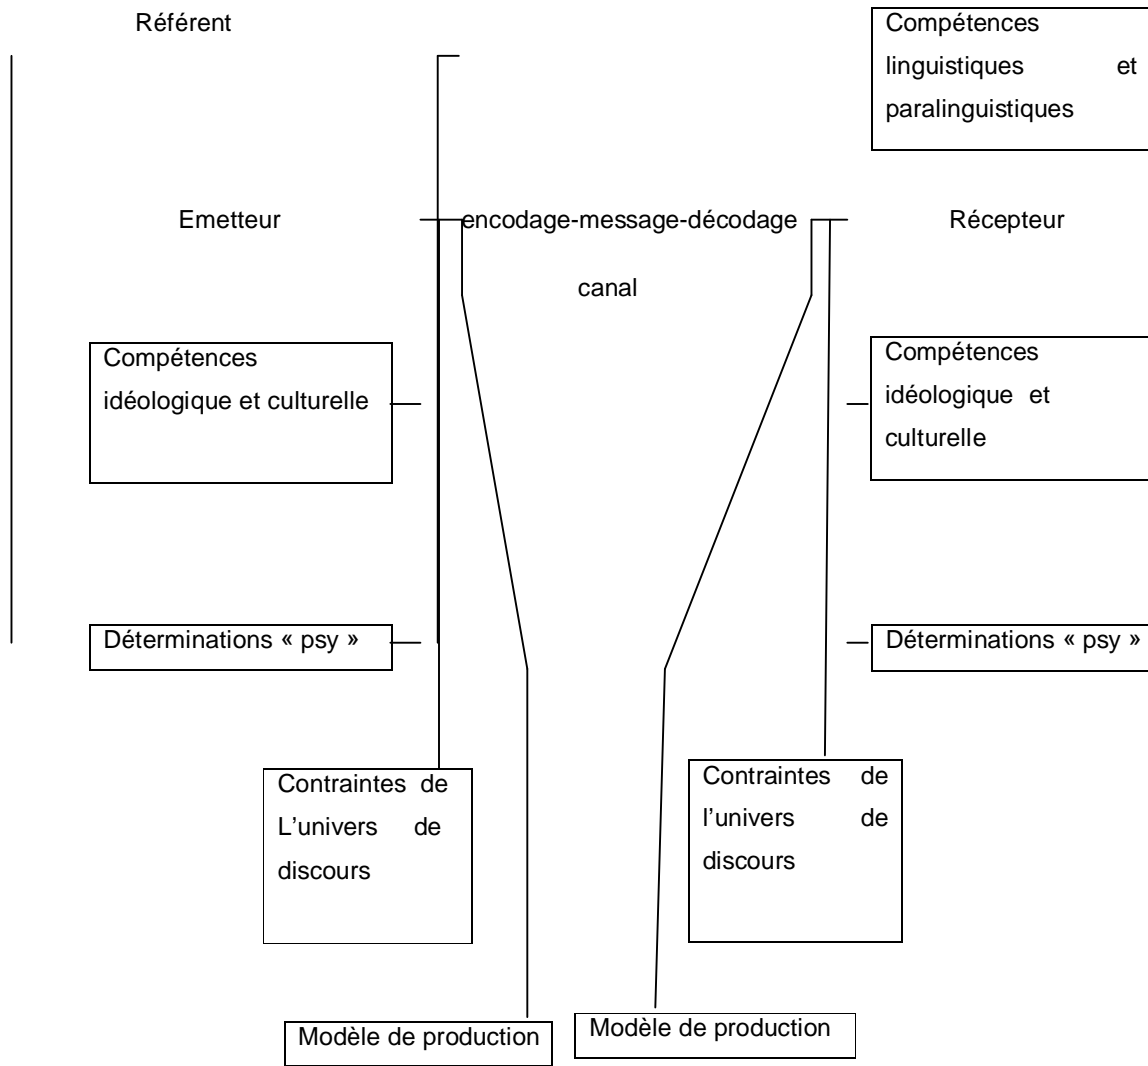 Référent
Compétences
linguistiques et
paralinguistiques
Emetteur
encodage-message-décodage
Récepteur
canal
Compétences
idéologique et culturelle
Compétences
idéologique et
culturelle
Déterminations « psy »
Déterminations « psy »
Contraintes de
L’univers de
discours
Contraintes de
l’univers de
discours
Modèle de production
Modèle de production